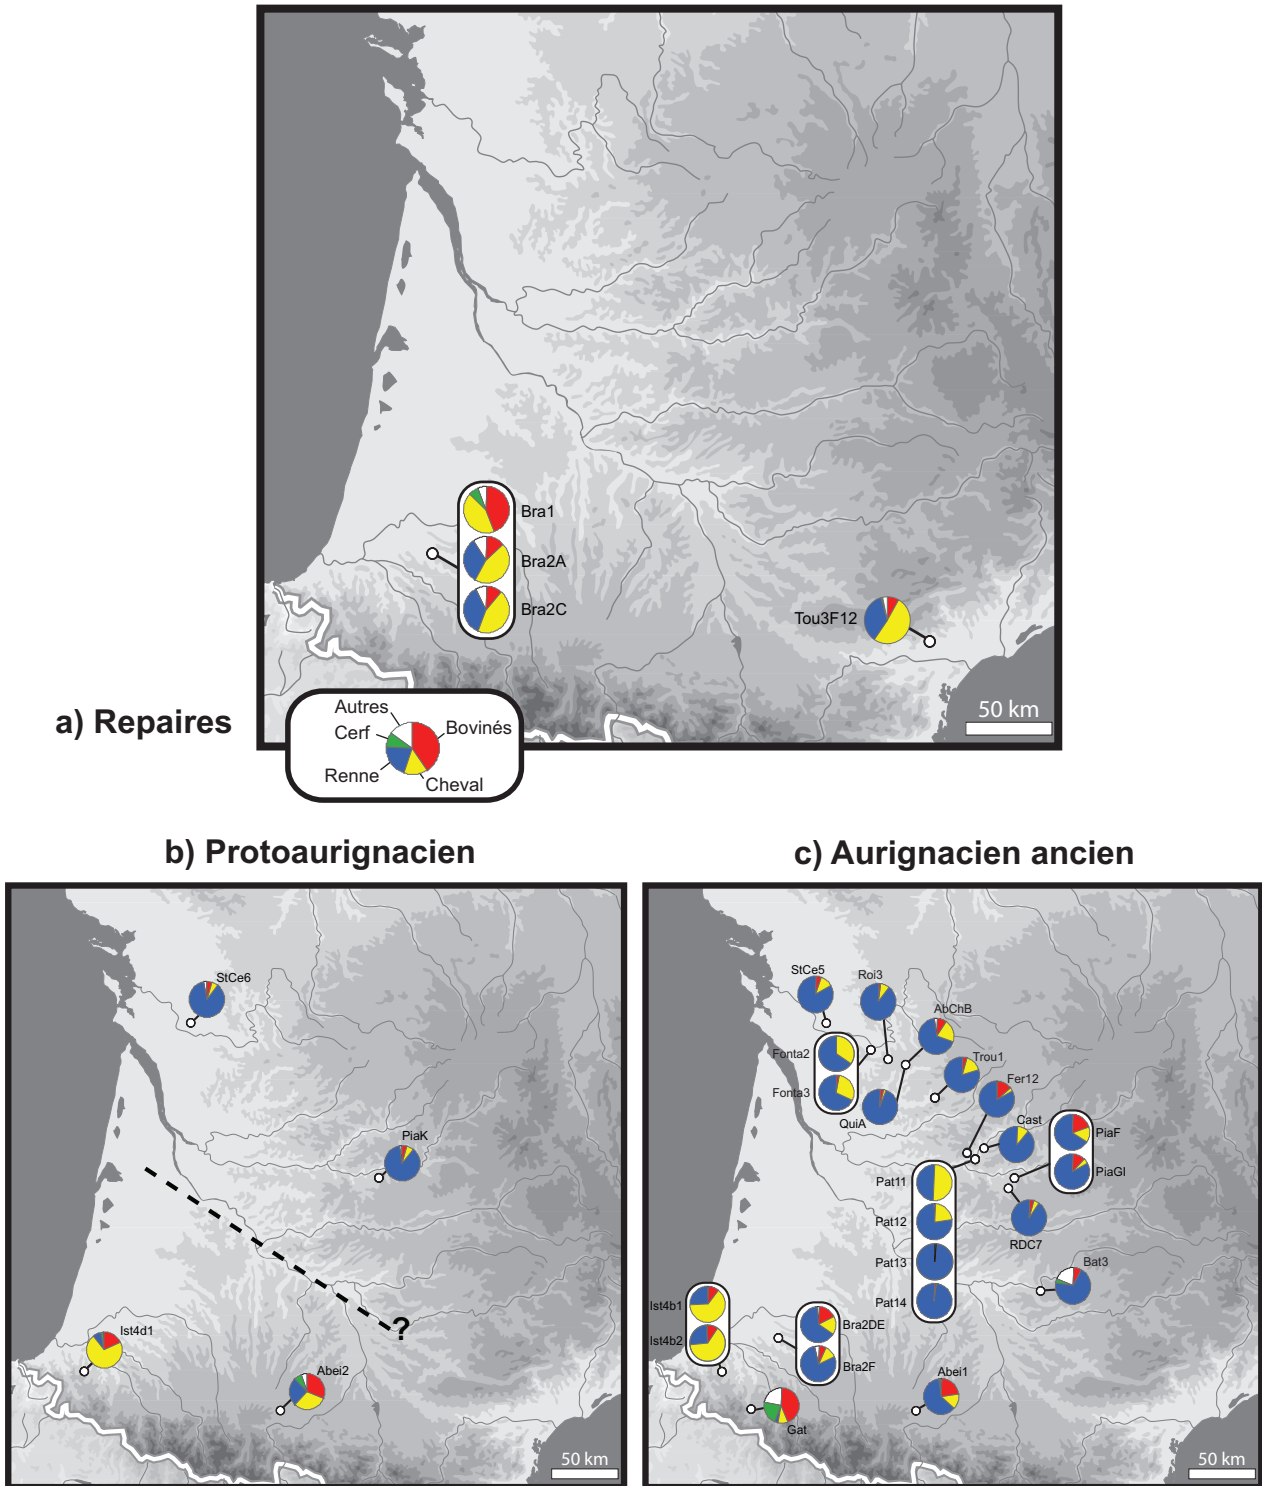 Bra1
Bra2A
Bra2C
Tou3F12
50 km
a) Repaires
Autres
Cerf
Bovinés
Renne
Cheval
b) Protoaurignacien
c) Aurignacien ancien
StCe6
PiaK
?
Ist4d1
Abei2
50 km
StCe5
Roi3
AbChB
Fonta2
Trou1
Fonta3
Fer12
QuiA
Cast
PiaF
PiaGI
Pat11
Pat12
RDC7
Pat13
Bat3
Pat14
Ist4b1
Bra2DE
Ist4b2
Bra2F
Abei1
Gat
50 km